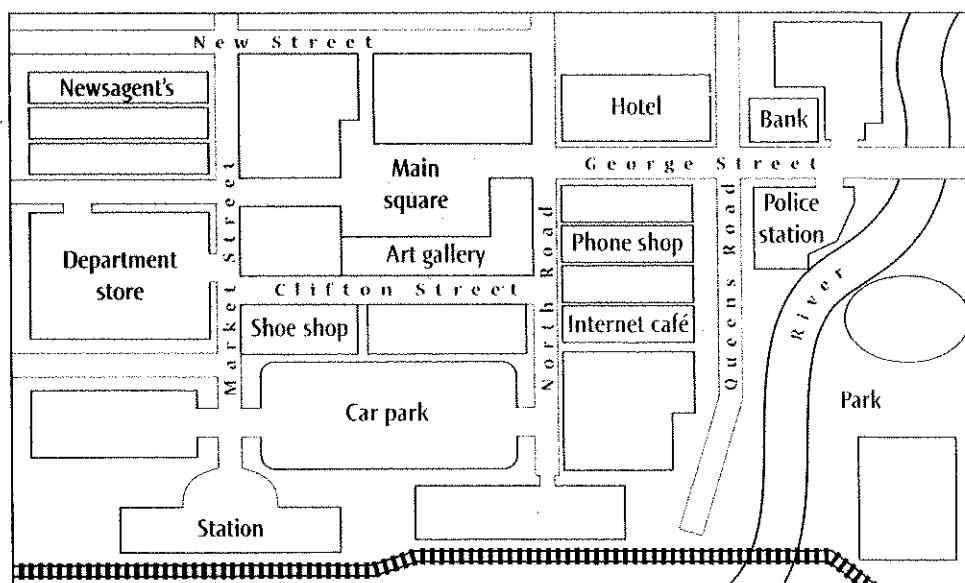 New Street
Newsagent's
Hotel
Bank
George Street
Main
square
Market Street
Police
station
Department
store
Art gallery
North Road
Phone shop
Queens Road
Clifton Street
River
Shoe shop
Internet café
Car park
Park
Station